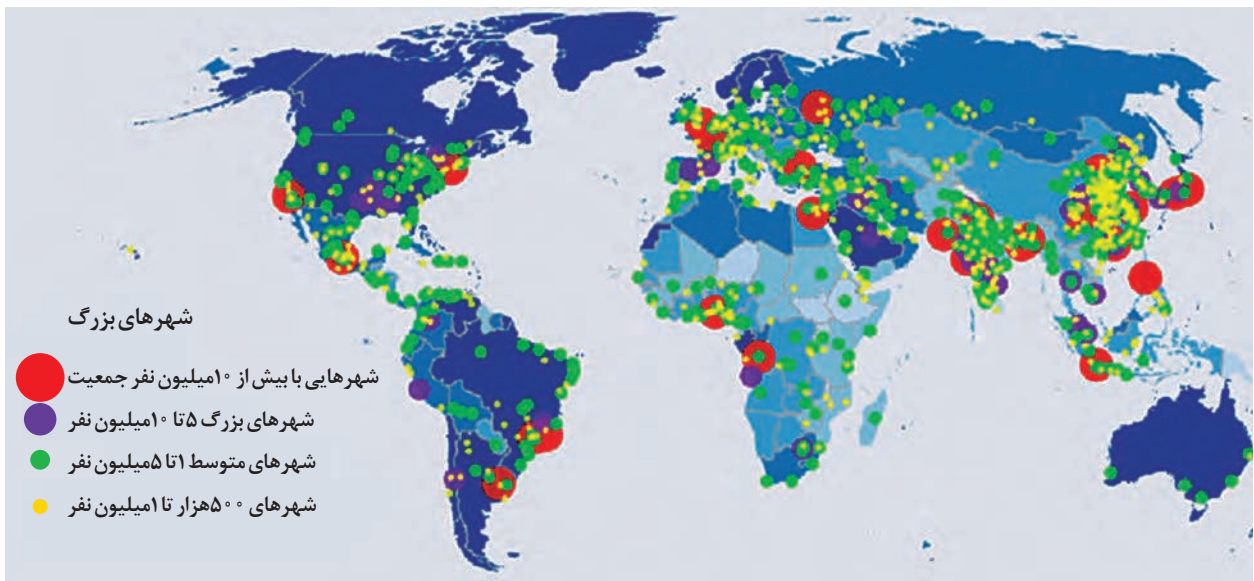 شهرهای بزرگ
شهرهایی با بیش از ۱۰میلیون نفر جمعیت
شهرهای بزرگ ۵تا ۱۰میلیون نفر
شهرهای متوسط ۱تا ۵میلیون نفر
شهرهای ۵۰۰هزار تا ۱میلیون نفر